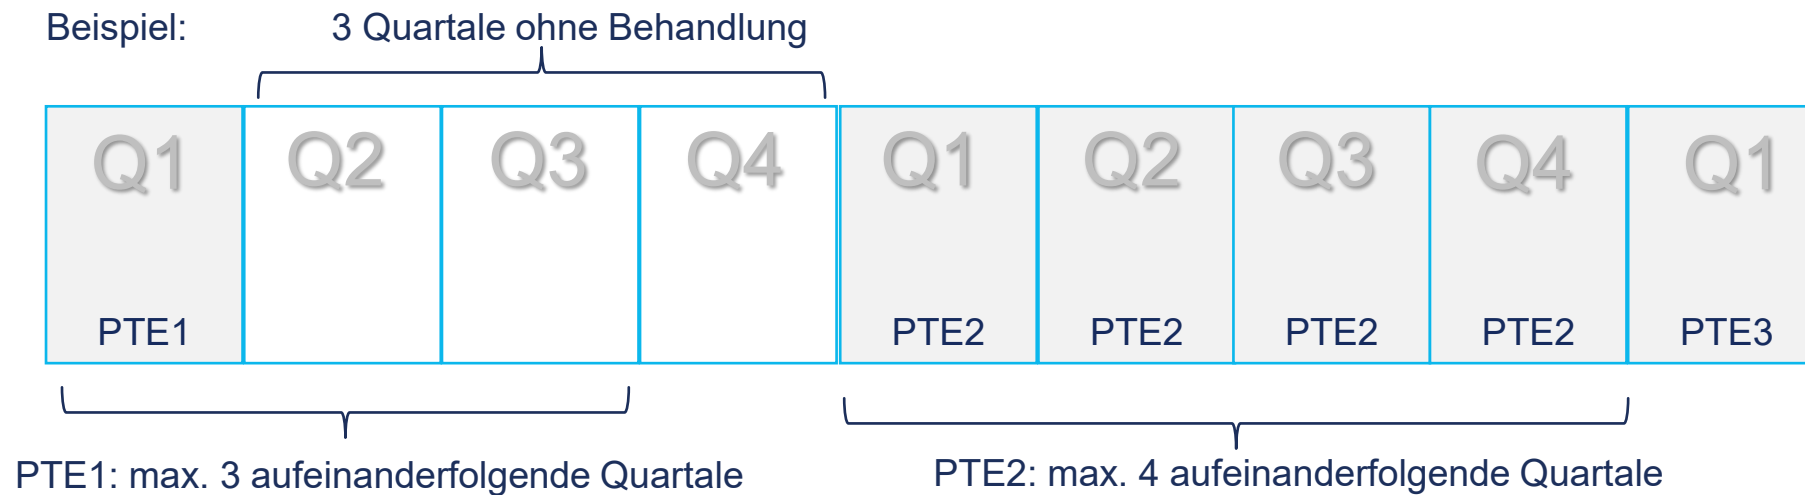 Beispiel: 3 Quartale ohne Behandlung
Q1 Q2 Q3 Q4 Q1 Q2 Q3 Q4 Q1
PTE1 PTE2 PTE2 PTE2 PTE2 PTE3
PTE1: max. 3 aufeinanderfolgende Quartale PTE2: max. 4 aufeinanderfolgende Quartale